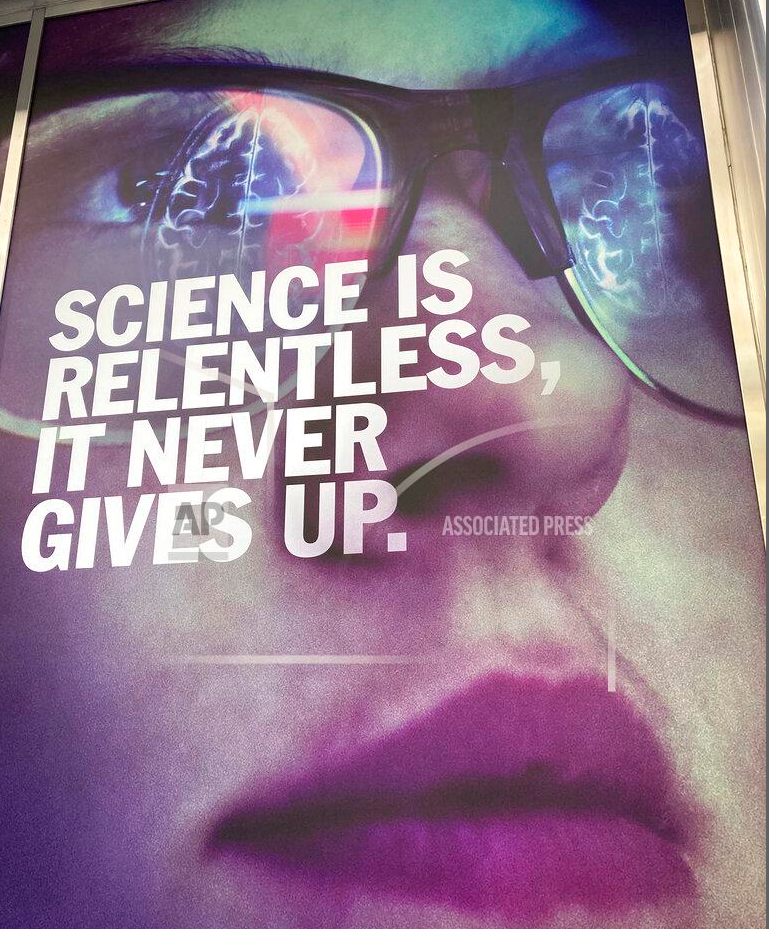 SCIENCE IS
RELENTLESS,
IT NEVER
GIVES UP.
AP
ASSOCIATED PRESS